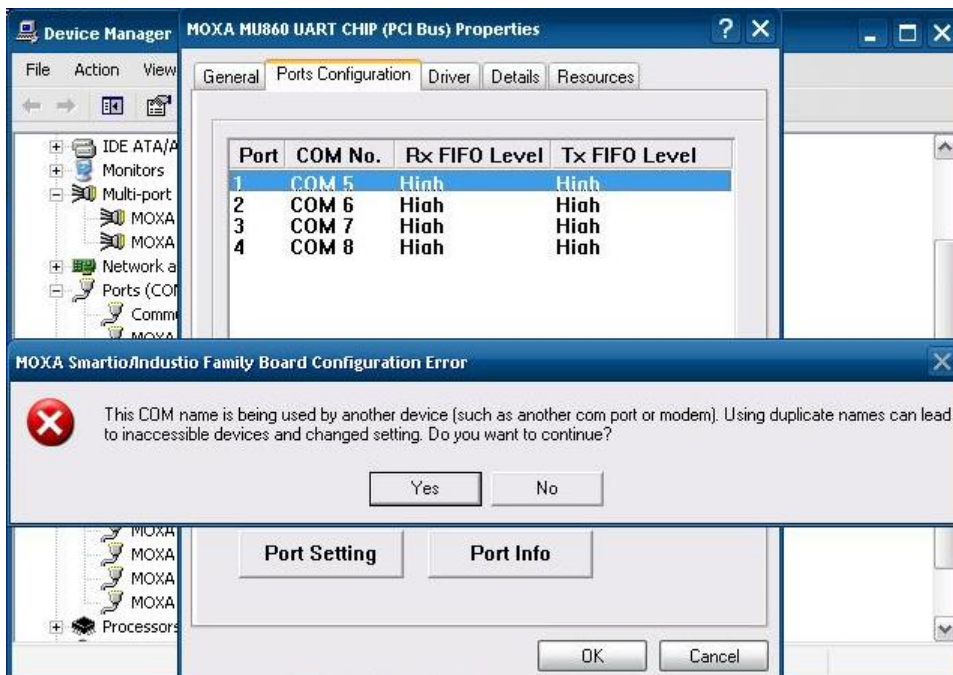 Device Manager
MOXA MU860 UART CHIP (PCI Bus) Properties
File Action View
General Ports Configuration Driver Details Resources
IDE ATA/A
Monitors
Multi-port
MOXA
MOXA
Network a
Ports (CO
Commu
MOXA
Port COM No. Rx FIFO Level Tx FIFO Level
1 COM 5 High High
2 COM 6 High High
3 COM 7 High High
4 COM 8 High High
MOXA Smartio/Industio Family Board Configuration Error
This COM name is being used by another device (such as another com port or modem). Using duplicate names can lead
to inaccessible devices and changed setting. Do you want to continue?
Yes No
MOXA
MOXA
MOXA
MOXA
Processors
Port Setting Port Info
OK Cancel